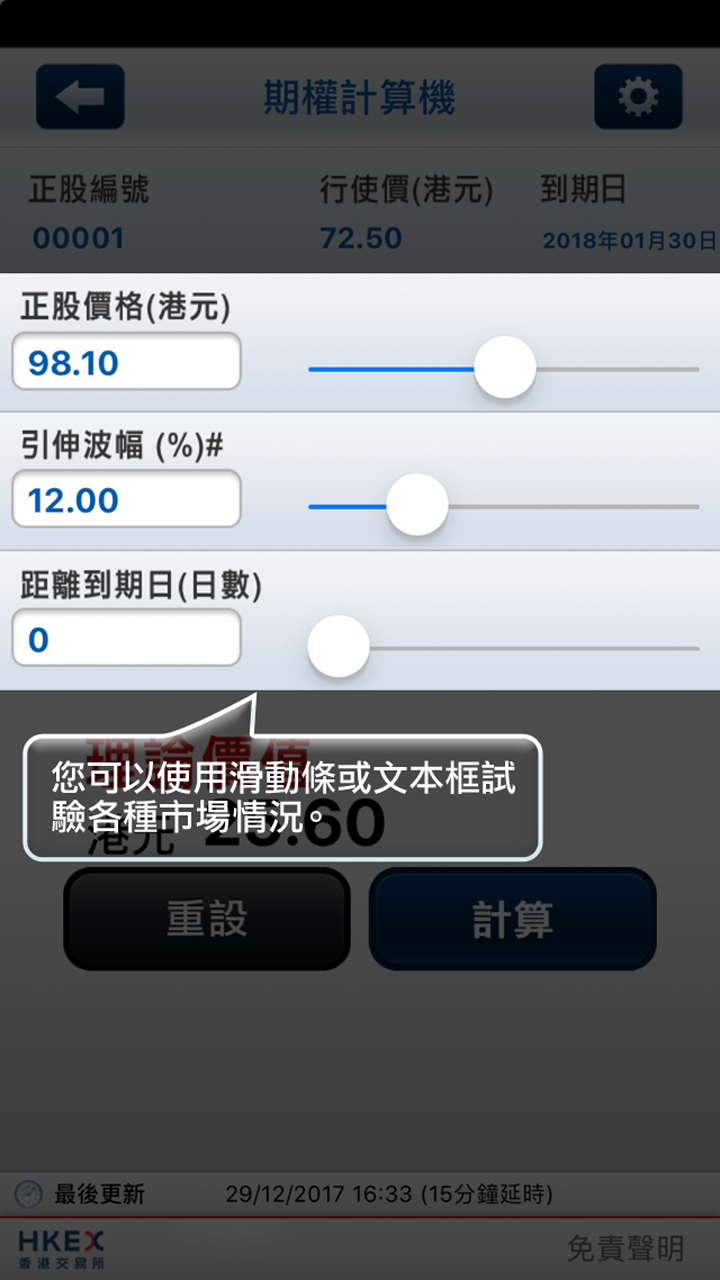 期權計算機
正股編號 行使價(港元) 到期日
00001 72.50 2018年01月30日
正股價格(港元)
98.10
引伸波幅 (%)#
12.00
距離到期日(日數)
0
理論價值
您可以使用滑動條或文本框試
驗各種市場情況。
港元 25.60
重設 計算
最後更新 29/12/2017 16:33 (15分鐘延時)
HKEX 免責聲明
香港交易所